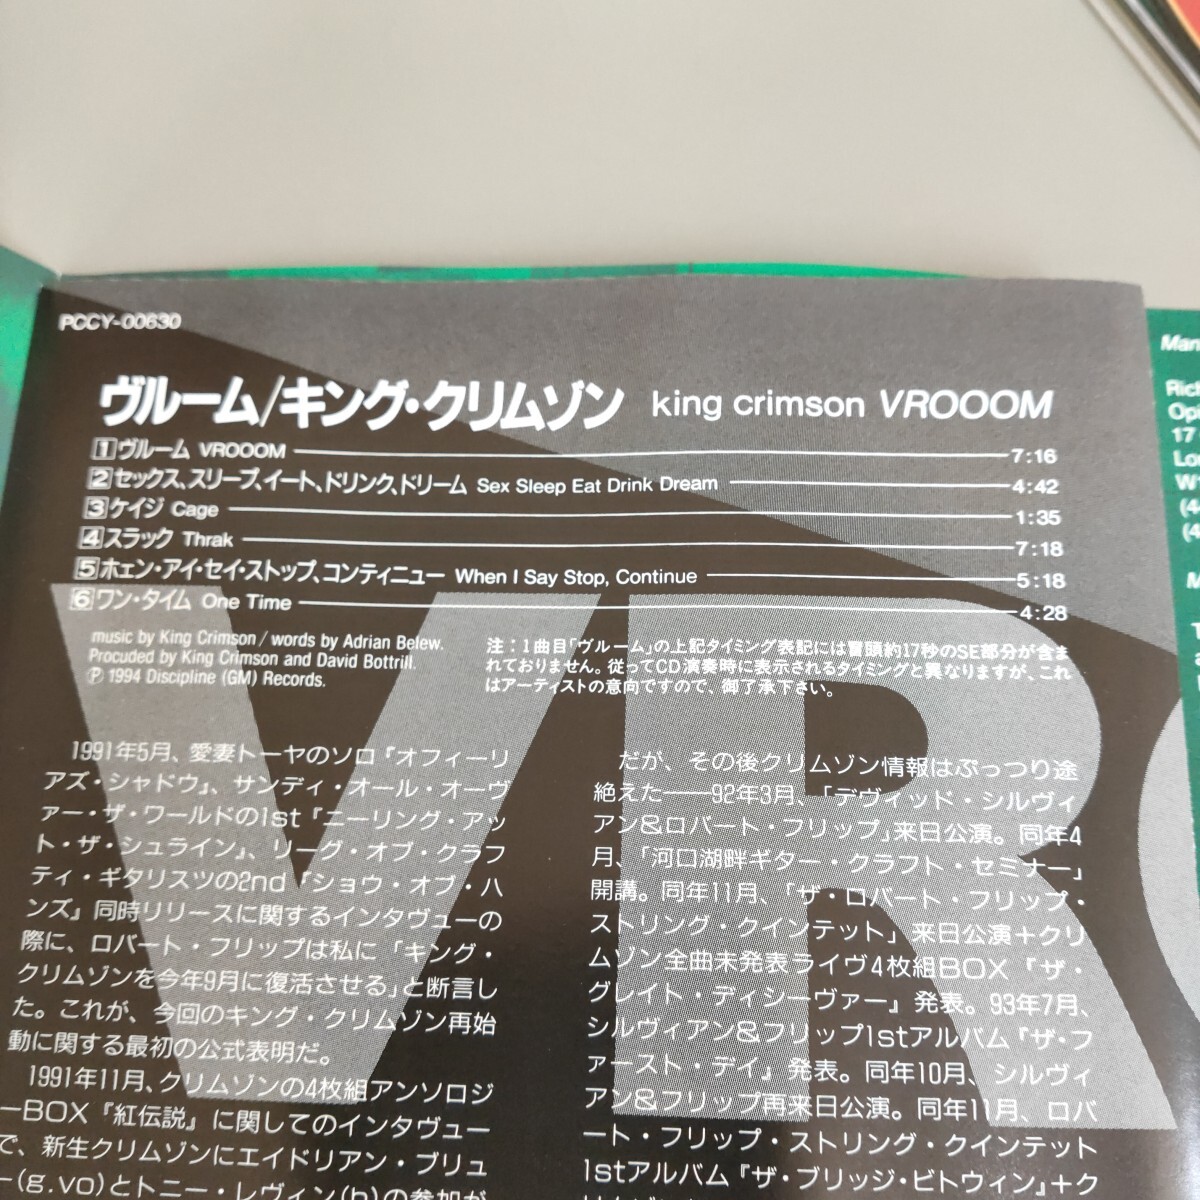 PCCY-00630
ヴルーム/キング・クリムゾン king crimson VROOOM
1 ヴルーム VROOOM 7:16
2 セックス、スリープ、イート、ドリンク、ドリーム Sex Sleep Eat Drink Dream 4:42
3 ケイジ Cage 1:35
4 スラック Thrak 7:18
5 ホェン・アイ・セイ・ストップ、コンティニュー When I Say Stop, Continue 5:18
6 ワン・タイム One Time 4:28
music by King Crimson / words by Adrian Belew.
Procuded by King Crimson and David Bottrill.
Ⓟ 1994 Discipline (GM) Records.
注：1曲目「ヴルーム」の上記タイミング表記には冒頭約17秒のSE部分が含ま
れておりません。従ってCD演奏時に表示されるタイミングと異なりますが、これ
はアーティストの意向ですので、御了承下さい。
VR
1991年5月、愛妻トーヤのソロ『オフィーリ
アズ・シャドウ』、サンディ・オール・オーヴ
ァー・ザ・ワールドの1st『ニーリング・アッ
ト・ザ・シュライン』、リーグ・オブ・クラフ
ティ・ギタリスツの2nd『ショウ・オブ・ハ
ンズ』同時リリースに関するインタヴューの
際に、ロバート・フリップは私に「キング・
クリムゾンを今年9月に復活させる」と断言し
た。これが、今回のキング・クリムゾン再始
動に関する最初の公式表明だ。
1991年11月、クリムゾンの4枚組アンソロジ
ーBOX『紅伝説』に関してのインタヴュー
で、新生クリムゾンにエイドリアン・ブリュ
ー(g.vo)とトニー・レヴィン(b)の参加が
だが、その後クリムゾン情報はぷっつり途
絶えた——92年3月、「デヴィッド・シルヴィ
アン&ロバート・フリップ」来日公演。同年4
月、「河口湖畔ギター・クラフト・セミナー」
開講。同年11月、「ザ・ロバート・フリップ・
ストリング・クインテット」来日公演＋クリ
ムゾン全曲未発表ライヴ4枚組BOX『ザ・
グレイト・ディシーヴァー』発表。93年7月、
シルヴィアン&フリップ1stアルバム『ザ・フ
ァースト・デイ』発表。同年10月、シルヴィ
アン&フリップ再来日公演。同年11月、ロバ
ート・フリップ・ストリング・クインテット
1stアルバム『ザ・ブリッジ・ビトウィン』＋ク
Man
Rich
Oph
17
Lo
W1
(4
(4
M